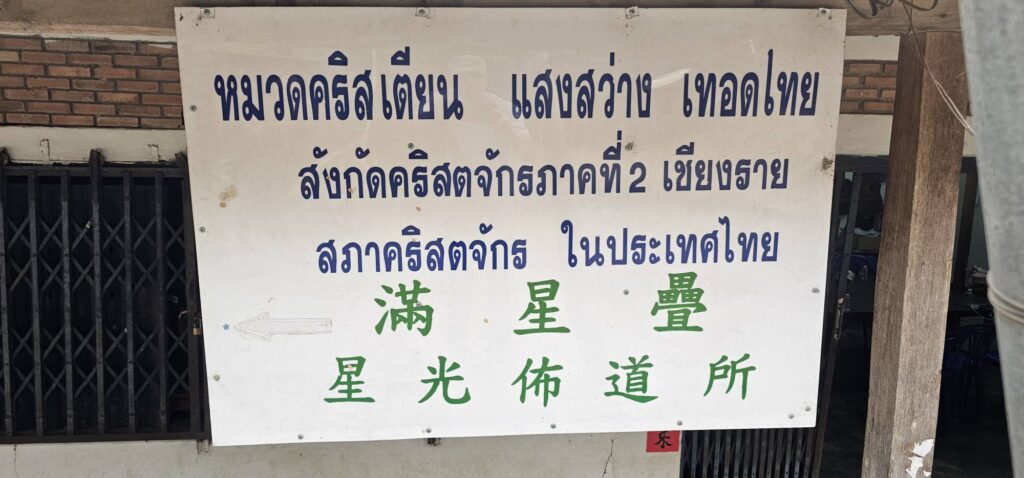 หมวดคริสเตียน แสงสว่าง เทอดไทย
สังกัดคริสตจักรภาคที่ 2 เชียงราย
สภาคริสตจักร ในประเทศไทย
滿 星 疊
星 光 佈 道 所